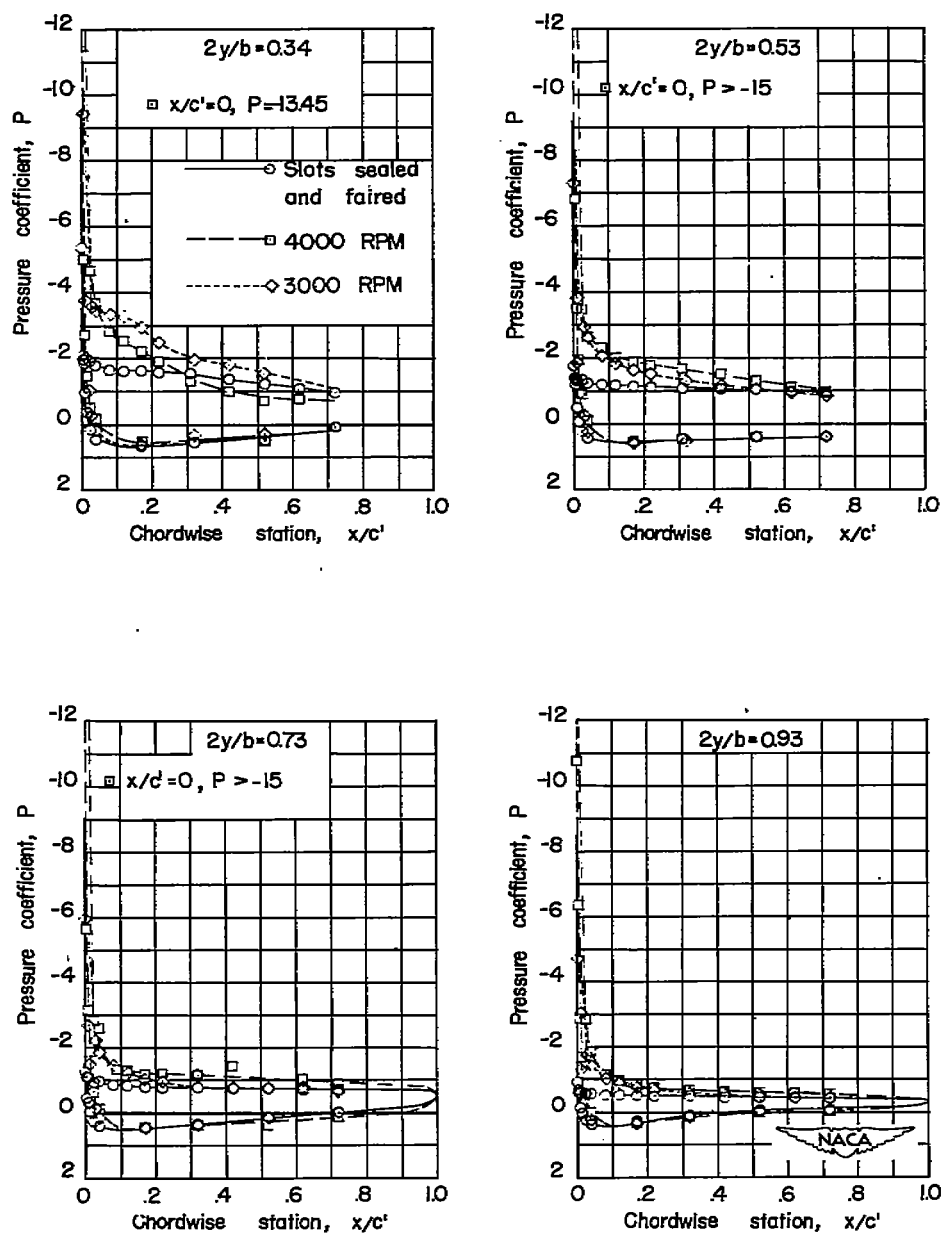 -12
-10
-8
-6
-4
-2
0
2
Pressure coefficient, P
2y/b=0.34
x/c'=0, P=-13.45
Slots sealed
and faired
4000 RPM
3000 RPM
0 .2 .4 .6 .8 1.0
Chordwise station, x/c'
-12
-10
-8
-6
-4
-2
0
2
Pressure coefficient, P
2y/b=0.53
x/c'=0, P>-15
0 .2 .4 .6 .8 1.0
Chordwise station, x/c'
-12
-10
-8
-6
-4
-2
0
2
Pressure coefficient, P
2y/b=0.73
x/c'=0, P>-15
0 .2 .4 .6 .8 1.0
Chordwise station, x/c'
-12
-10
-8
-6
-4
-2
0
2
Pressure coefficient, P
2y/b=0.93
NACA
0 .2 .4 .6 .8 1.0
Chordwise station, x/c'